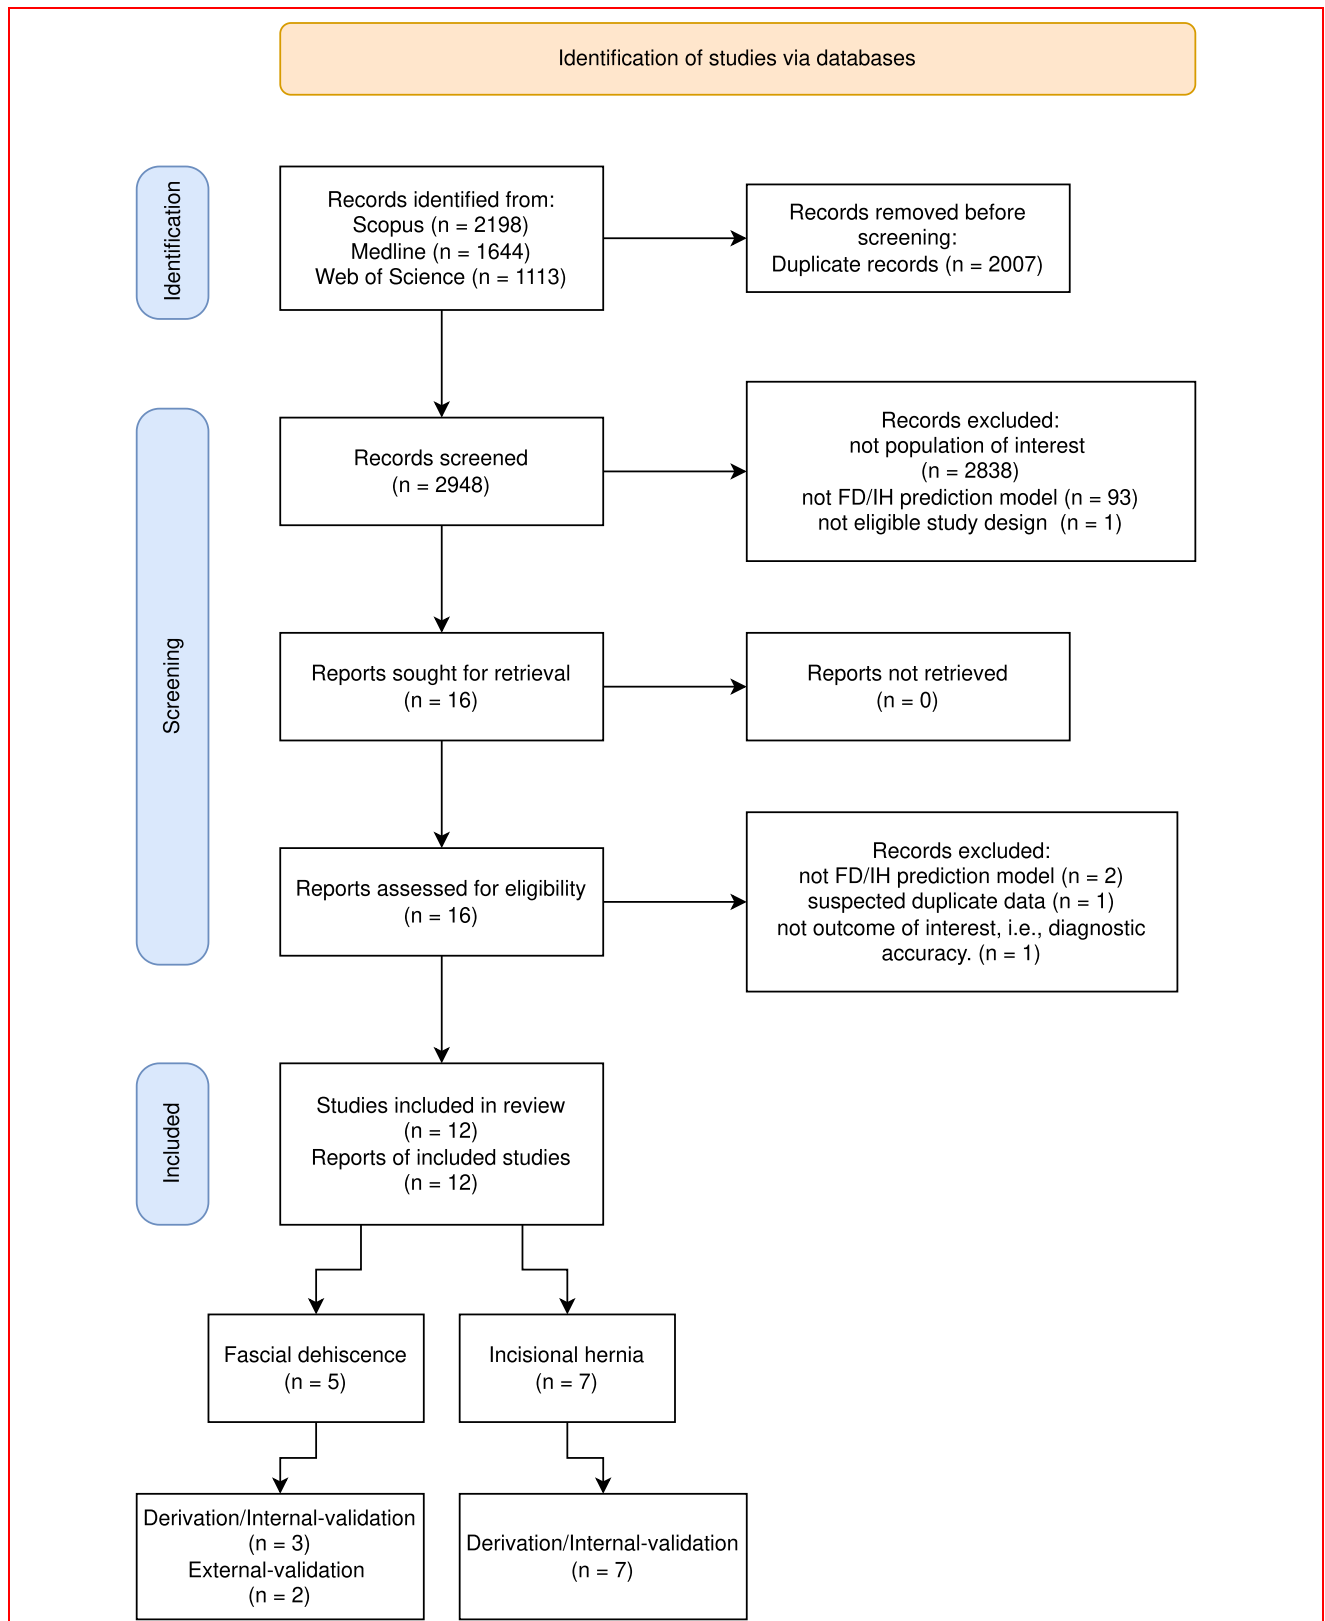 Identification of studies via databases
Identification
Records identified from:
Scopus (n = 2198)
Medline (n = 1644)
Web of Science (n = 1113)
Records removed before
screening:
Duplicate records (n = 2007)
Screening
Records screened
(n = 2948)
Records excluded:
not population of interest
(n = 2838)
not FD/IH prediction model (n = 93)
not eligible study design  (n = 1)
Reports sought for retrieval
(n = 16)
Reports not retrieved
(n = 0)
Reports assessed for eligibility
(n = 16)
Records excluded:
not FD/IH prediction model (n = 2)
suspected duplicate data (n = 1)
not outcome of interest, i.e., diagnostic
accuracy. (n = 1)
Included
Studies included in review
(n = 12)
Reports of included studies
(n = 12)
Fascial dehiscence
(n = 5)
Incisional hernia
(n = 7)
Derivation/Internal-validation
(n = 3)
External-validation
(n = 2)
Derivation/Internal-validation
(n = 7)